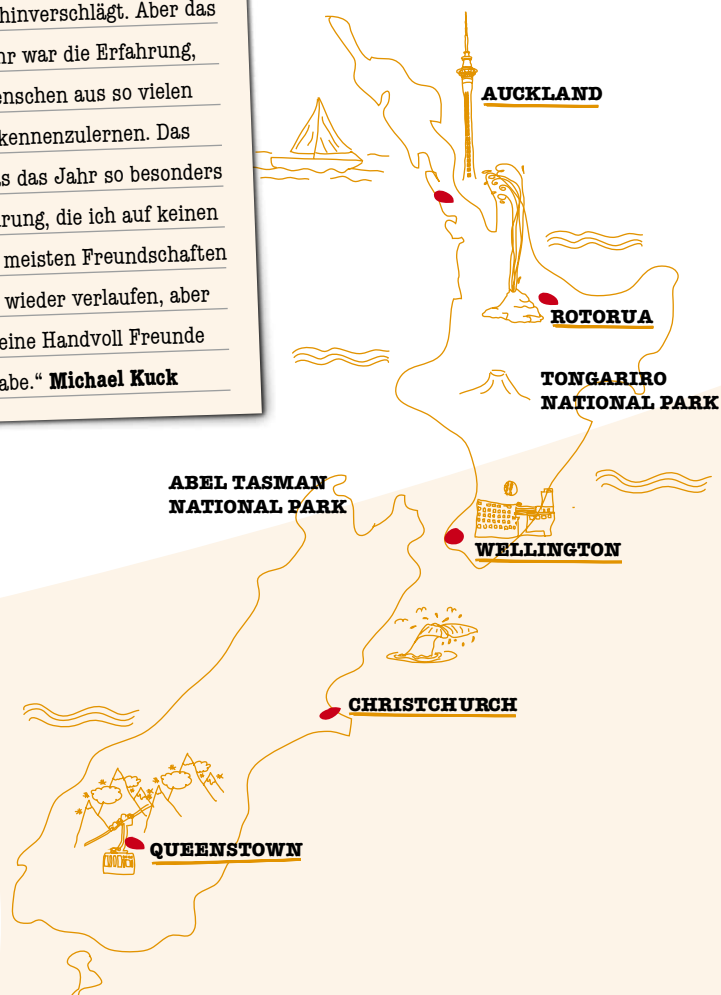 hinverschlägt. Aber das
hr war die Erfahrung,
enschen aus so vielen
kennenzulernen. Das
s das Jahr so besonders
rung, die ich auf keinen
meisten Freundschaften
wieder verlaufen, aber
eine Handvoll Freunde
abe.“ Michael Kuck
AUCKLAND
ROTORUA
TONGARIRO
NATIONAL PARK
ABEL TASMAN
NATIONAL PARK
WELLINGTON
CHRISTCHURCH
QUEENSTOWN